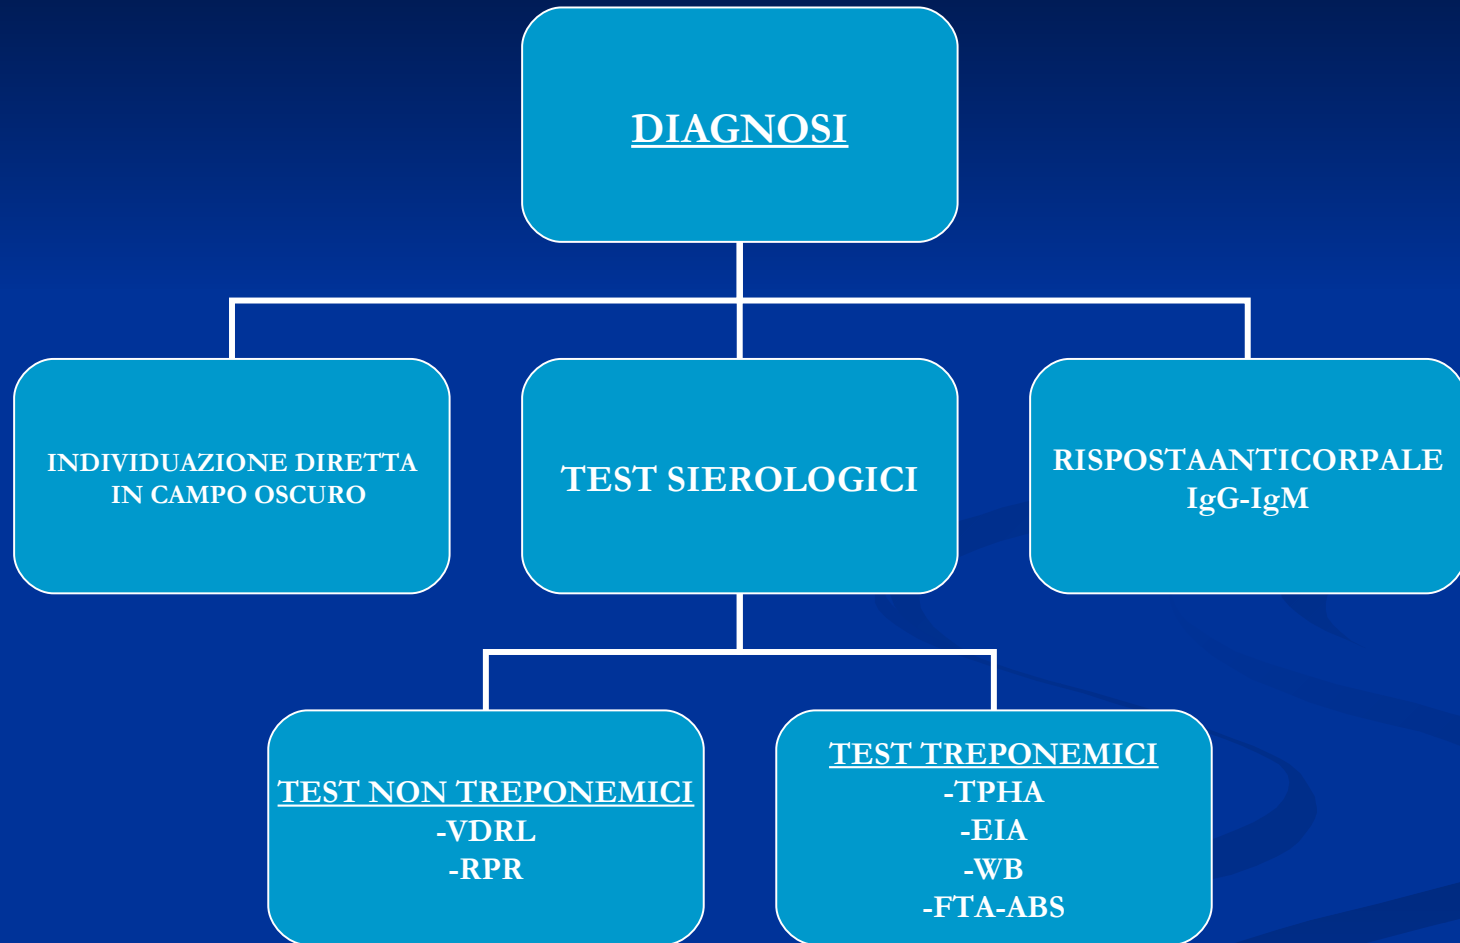 DIAGNOSI
INDIVIDUAZIONE DIRETTA
IN CAMPO OSCURO
TEST SIEROLOGICI
RISPOSTAANTICORPALE
IgG-IgM
TEST NON TREPONEMICI
-VDRL
-RPR
TEST TREPONEMICI
-TPHA
-EIA
-WB
-FTA-ABS